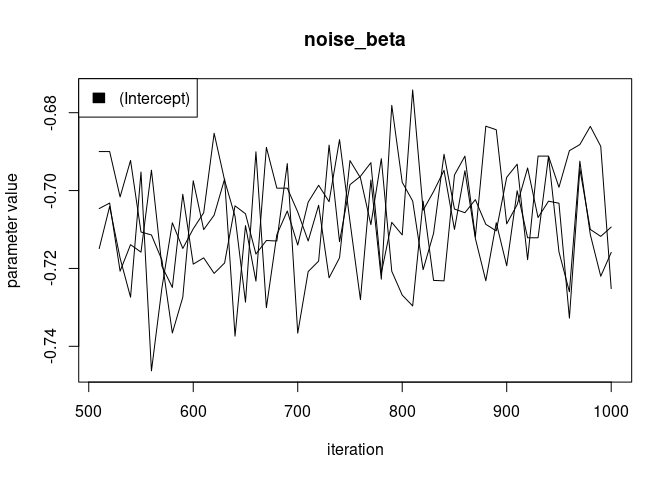 noise_beta
(Intercept)
parameter value
-0.68
-0.70
-0.72
-0.74
500 600 700 800 900 1000
iteration